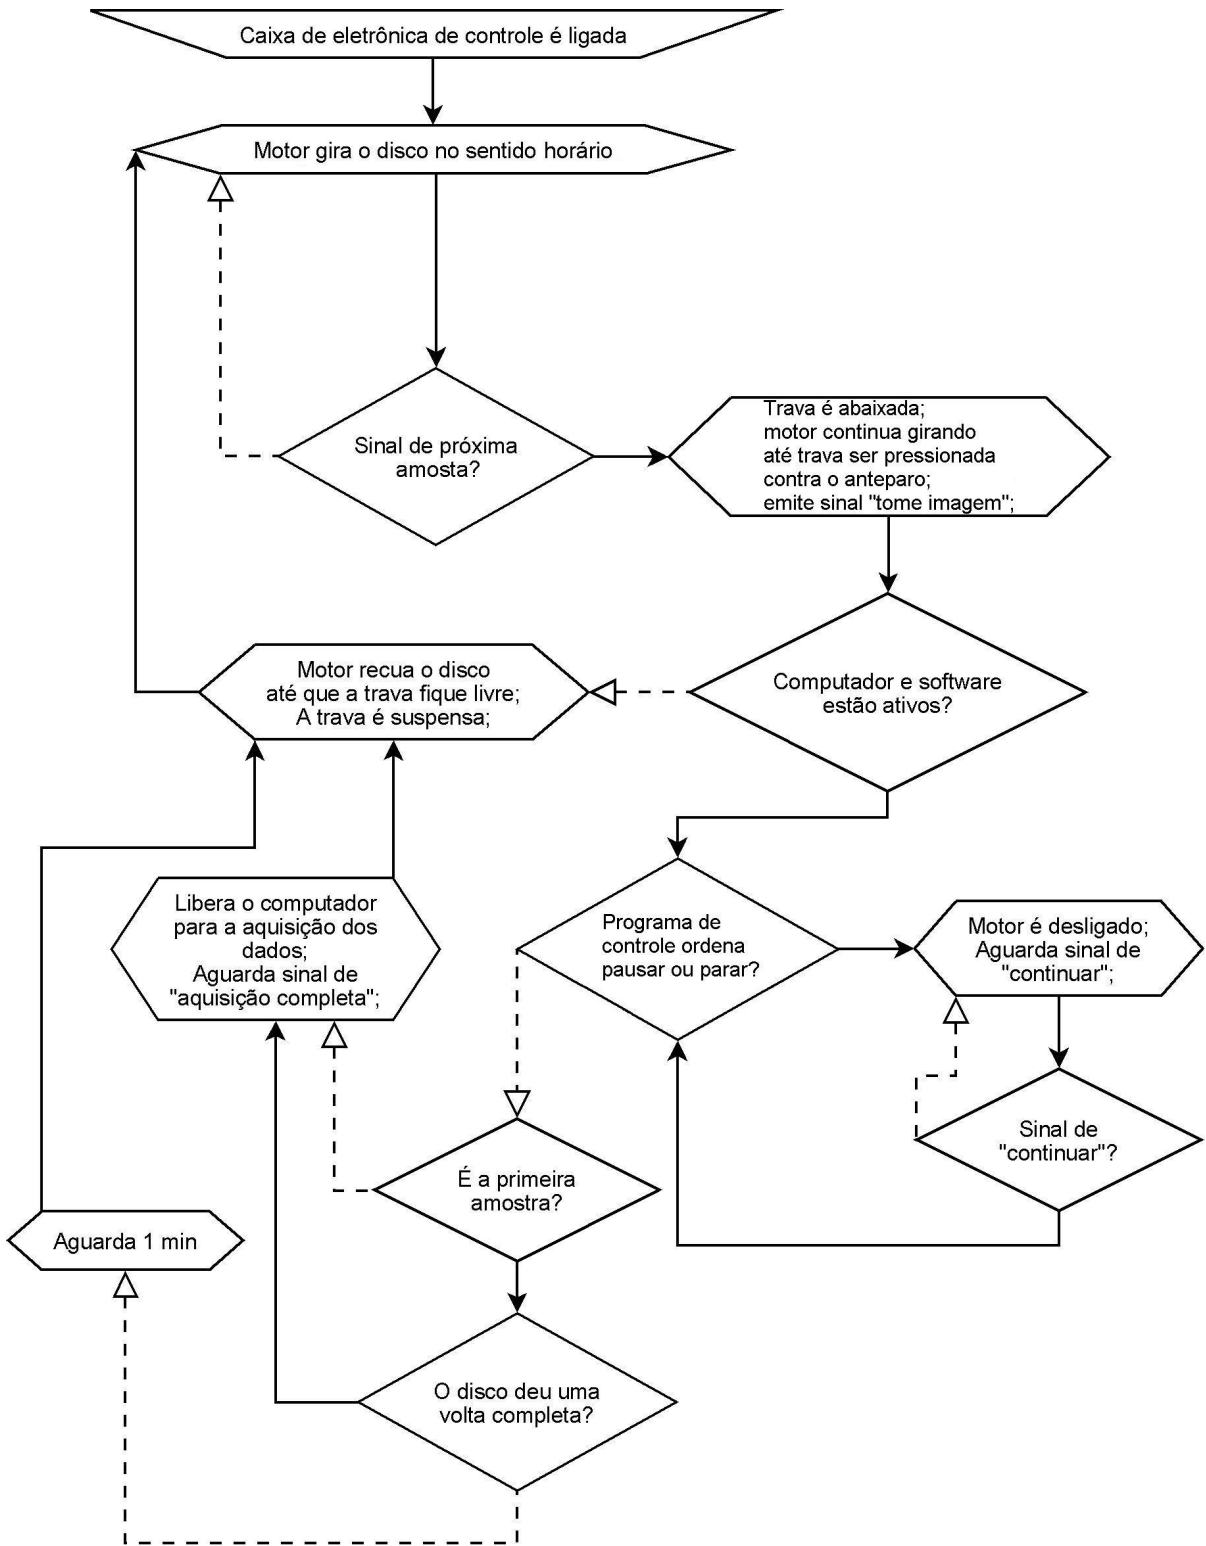 Caixa de eletrônica de controle é ligada
Motor gira o disco no sentido horário
Sinal de próxima
amosta?
Trava é abaixada;
motor continua girando
até trava ser pressionada
contra o anteparo;
emite sinal "tome imagem";
Computador e software
estão ativos?
Motor recua o disco
até que a trava fique livre;
A trava é suspensa;
Programa de
controle ordena
pausar ou parar?
Motor é desligado;
Aguarda sinal de
"continuar";
Sinal de
"continuar"?
Libera o computador
para a aquisição dos
dados;
Aguarda sinal de
"aquisição completa";
É a primeira
amostra?
Aguarda 1 min
O disco deu uma
volta completa?